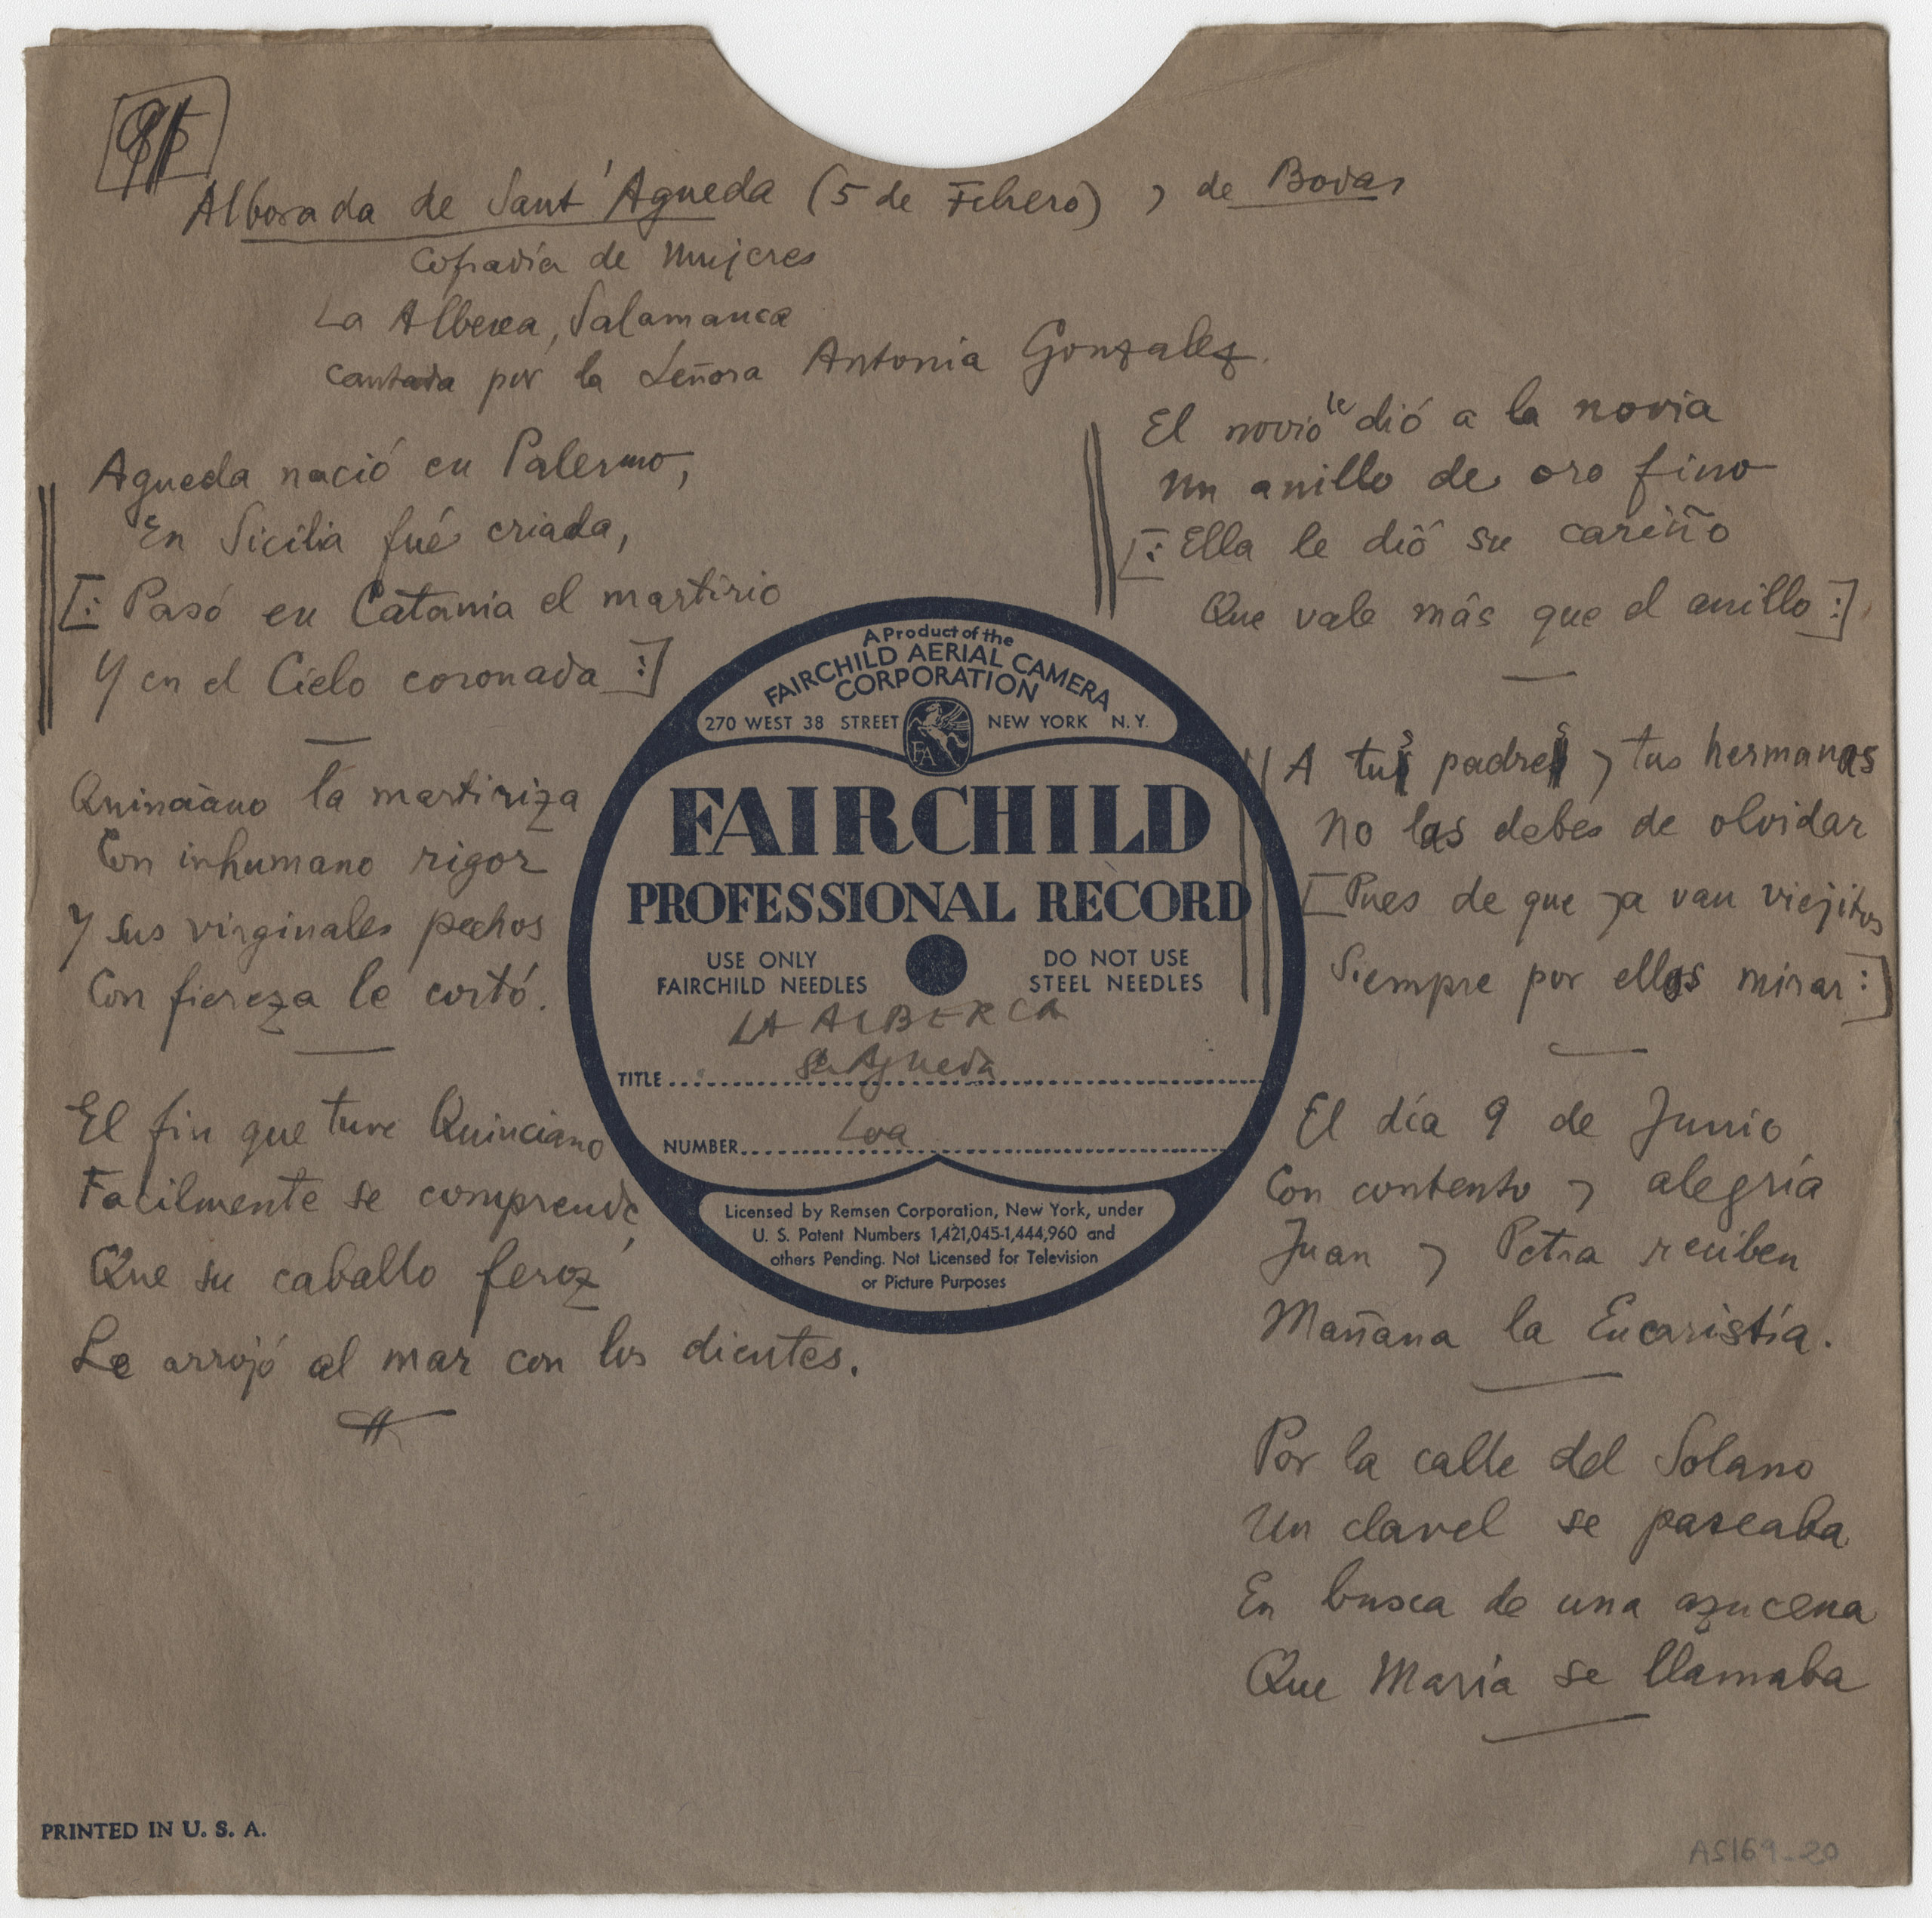 Alborada de Sant'Agueda (5 de Febrero) y de Bodas
Cofradía de Mujeres
La Alberca, Salamanca
cantada por la Señora Antonia Gonzalez.
Agueda nació en Palermo,
En Sicilia fué criada,
[: Pasó en Catania el martirio
Y en el Cielo coronada :]
Quinciano la martiriza
Con inhumano rigor
Y sus virginales pechos
Con fiereza le cortó.
El fin que tuvo Quinciano
Facilmente se comprende,
Que su caballo feroz
Le arrojó al mar con los dientes.
El novio le dió a la novia
Un anillo de oro fino
[: Ella le dió su cariño
Que vale más que el anillo :]
A tus padres y tus hermanas
No las debes de olvidar
[ Pues de que ya van viejitos
Siempre por ellos mirar :]
El día 9 de Junio
Con contento y alegría
Juan y Petra reciben
Mañana la Eucaristía.
Por la calle del Solano
Un clavel se paseaba
En busca de una azucena
Que María se llamaba
A Product of the
FAIRCHILD AERIAL CAMERA
CORPORATION
270 WEST 38 STREET NEW YORK N.Y.
FA
FAIRCHILD
PROFESSIONAL RECORD
USE ONLY
FAIRCHILD NEEDLES
DO NOT USE
STEEL NEEDLES
LA ALBERCA
TITLE Sta Agueda
NUMBER Loa
Licensed by Remsen Corporation, New York, under
U. S. Patent Numbers 1,421,045-1,444,960 and
others Pending. Not Licensed for Television
or Picture Purposes
PRINTED IN U. S. A.
AS169-20